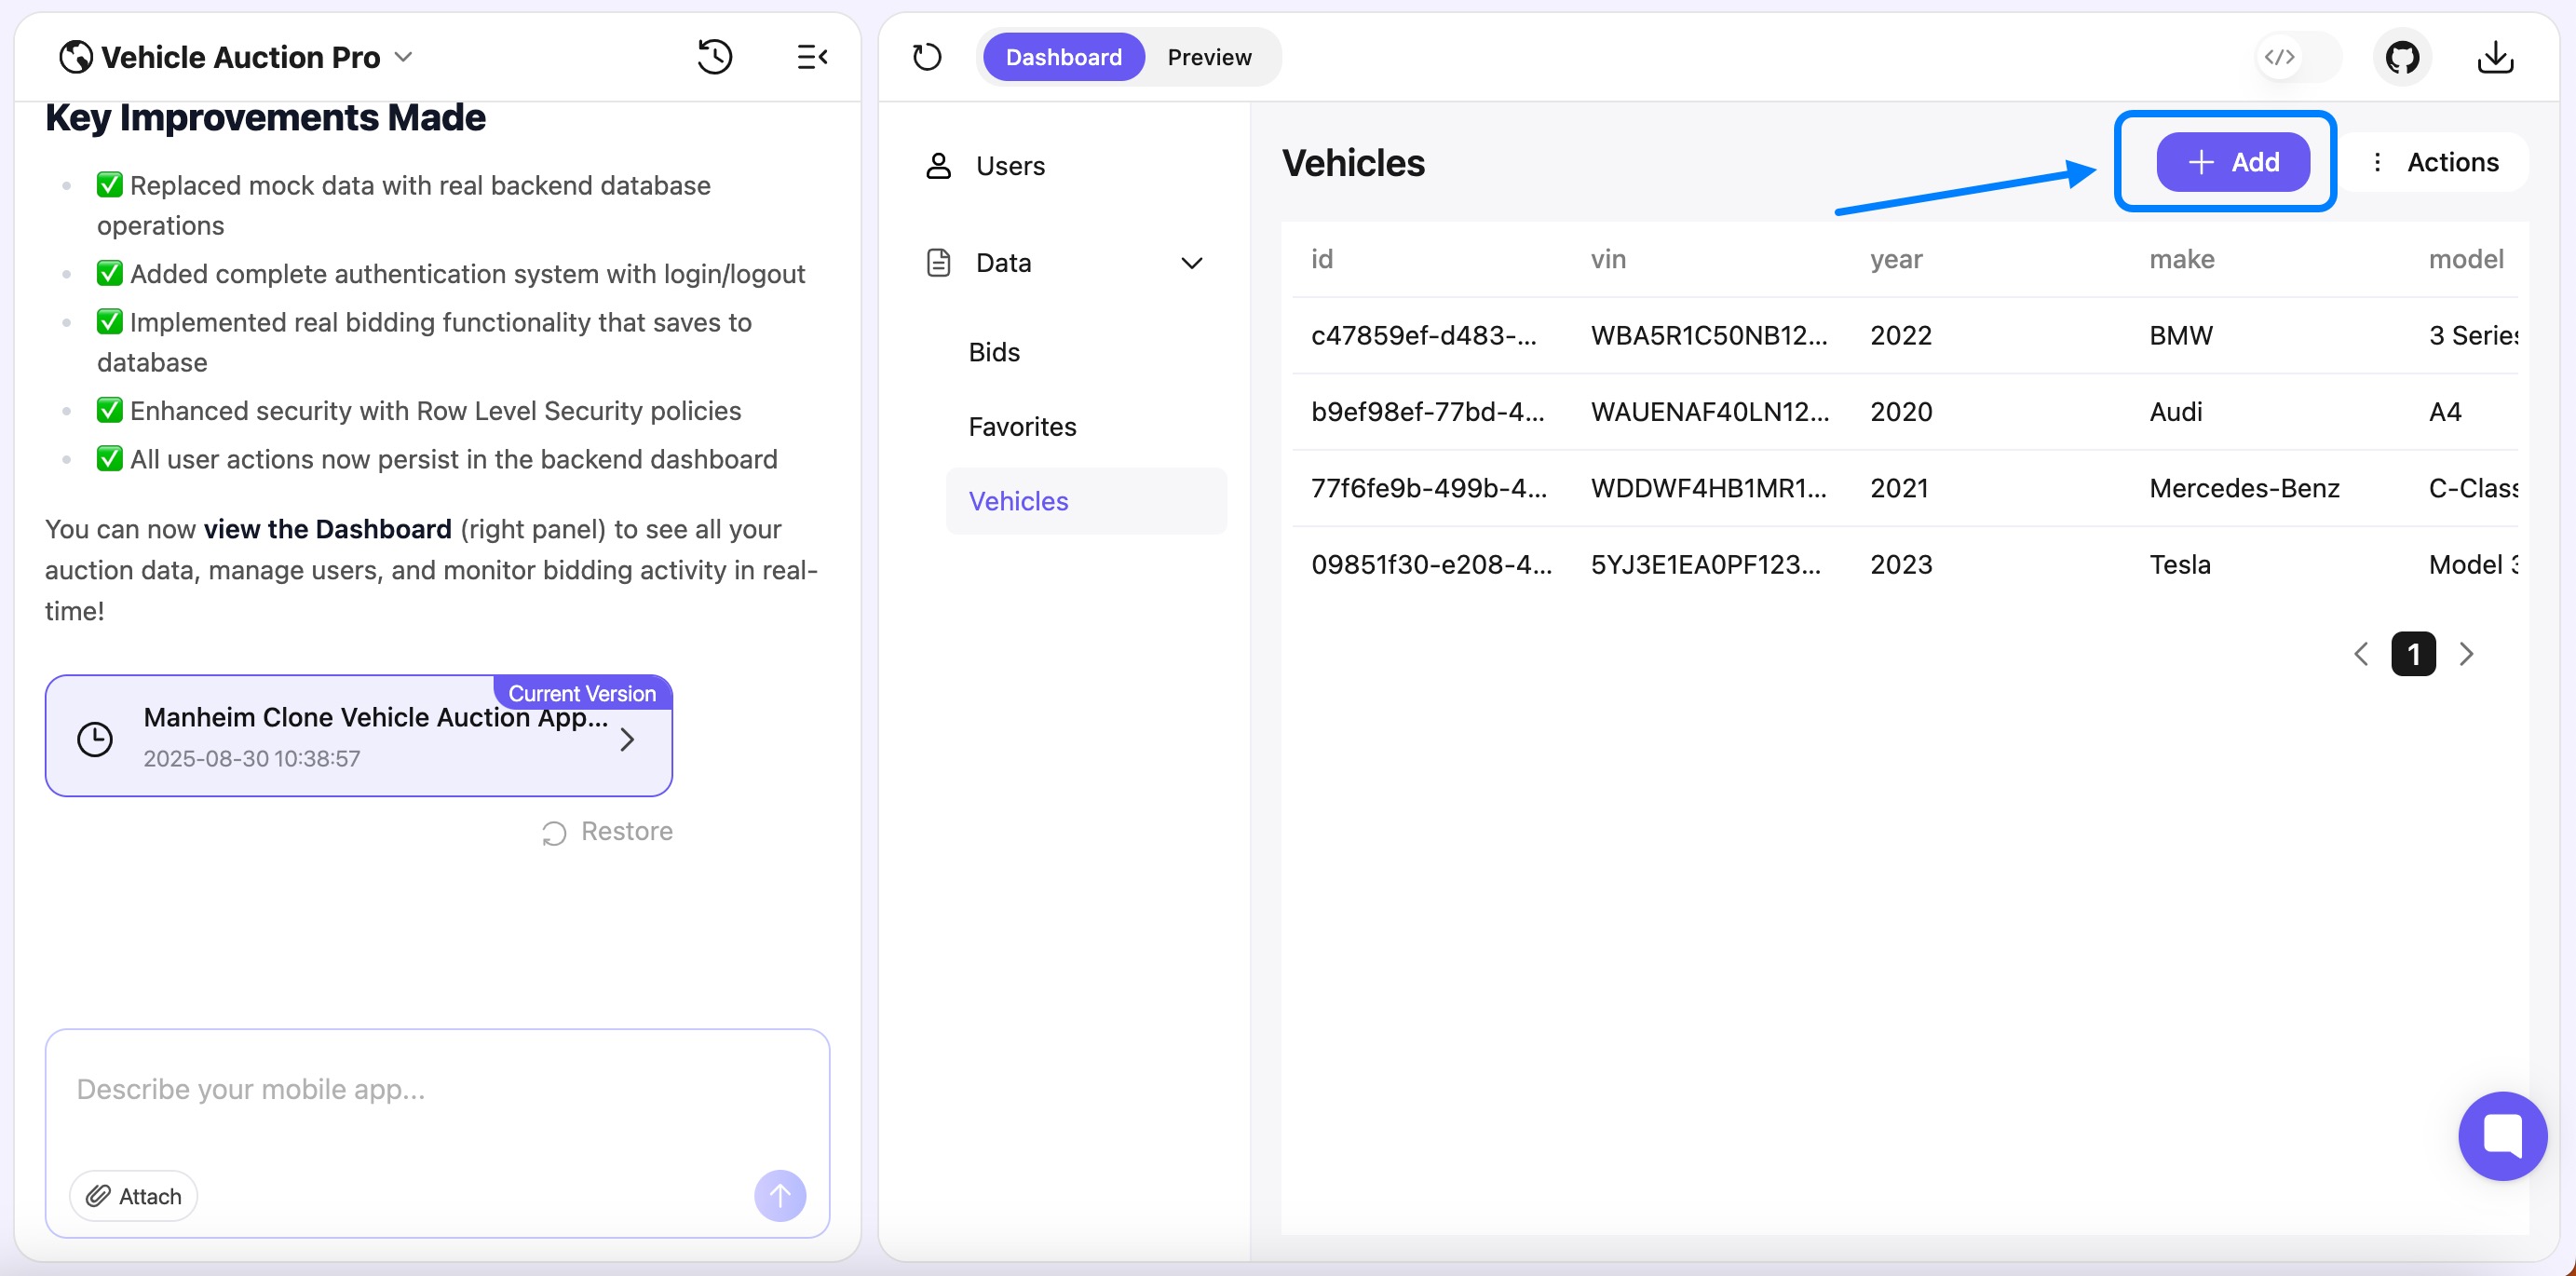 Vehicle Auction Pro
Key Improvements Made
✅ Replaced mock data with real backend database
operations
✅ Added complete authentication system with login/logout
✅ Implemented real bidding functionality that saves to
database
✅ Enhanced security with Row Level Security policies
✅ All user actions now persist in the backend dashboard
You can now view the Dashboard (right panel) to see all your
auction data, manage users, and monitor bidding activity in real-
time!
Current Version
Manheim Clone Vehicle Auction App...
2025-08-30 10:38:57
Restore
Describe your mobile app...
Attach
Dashboard Preview
</>
Users
Data
Bids
Favorites
Vehicles
Vehicles
+ Add
Actions
id vin year make model
c47859ef-d483-... WBA5R1C50NB12... 2022 BMW 3 Series
b9ef98ef-77bd-4... WAUENAF40LN12... 2020 Audi A4
77f6fe9b-499b-4... WDDWF4HB1MR1... 2021 Mercedes-Benz C-Class
09851f30-e208-4... 5YJ3E1EA0PF123... 2023 Tesla Model 3
1